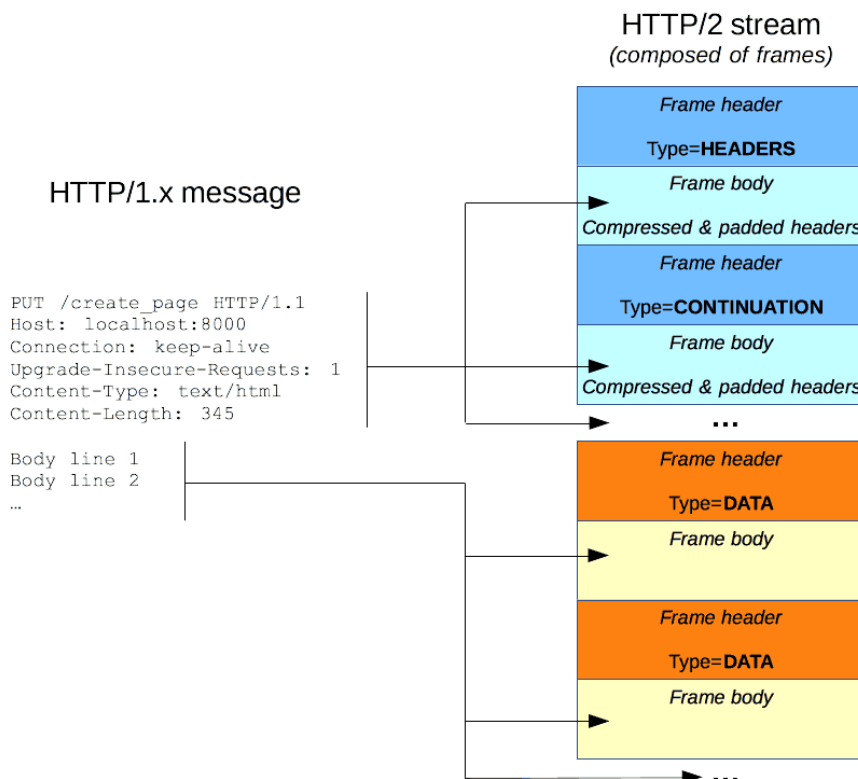 HTTP/2 stream
(composed of frames)
HTTP/1.x message
PUT /create_page HTTP/1.1
Host: localhost:8000
Connection: keep-alive
Upgrade-Insecure-Requests: 1
Content-Type: text/html
Content-Length: 345
Body line 1
Body line 2
…
Frame header
Type=HEADERS
Frame body
Compressed & padded headers
Frame header
Type=CONTINUATION
Frame body
Compressed & padded headers
...
Frame header
Type=DATA
Frame body
Frame header
Type=DATA
Frame body
...